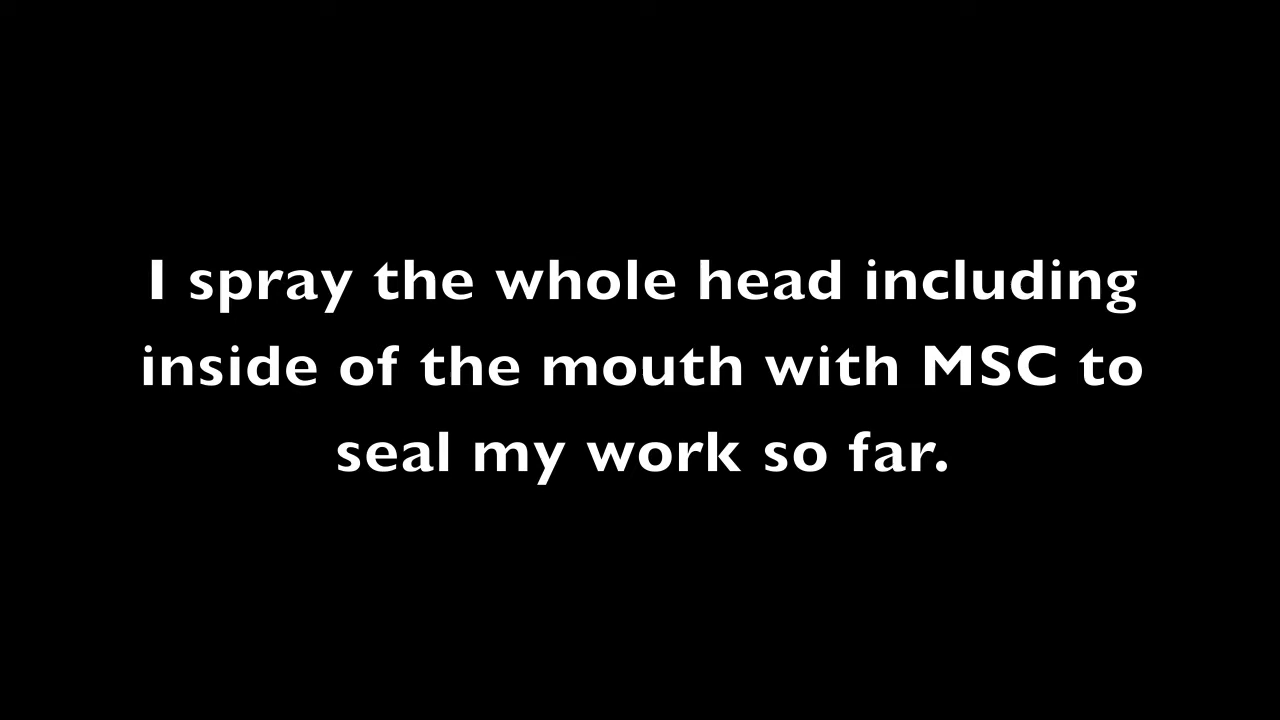 I spray the whole head including
inside of the mouth with MSC to
seal my work so far.